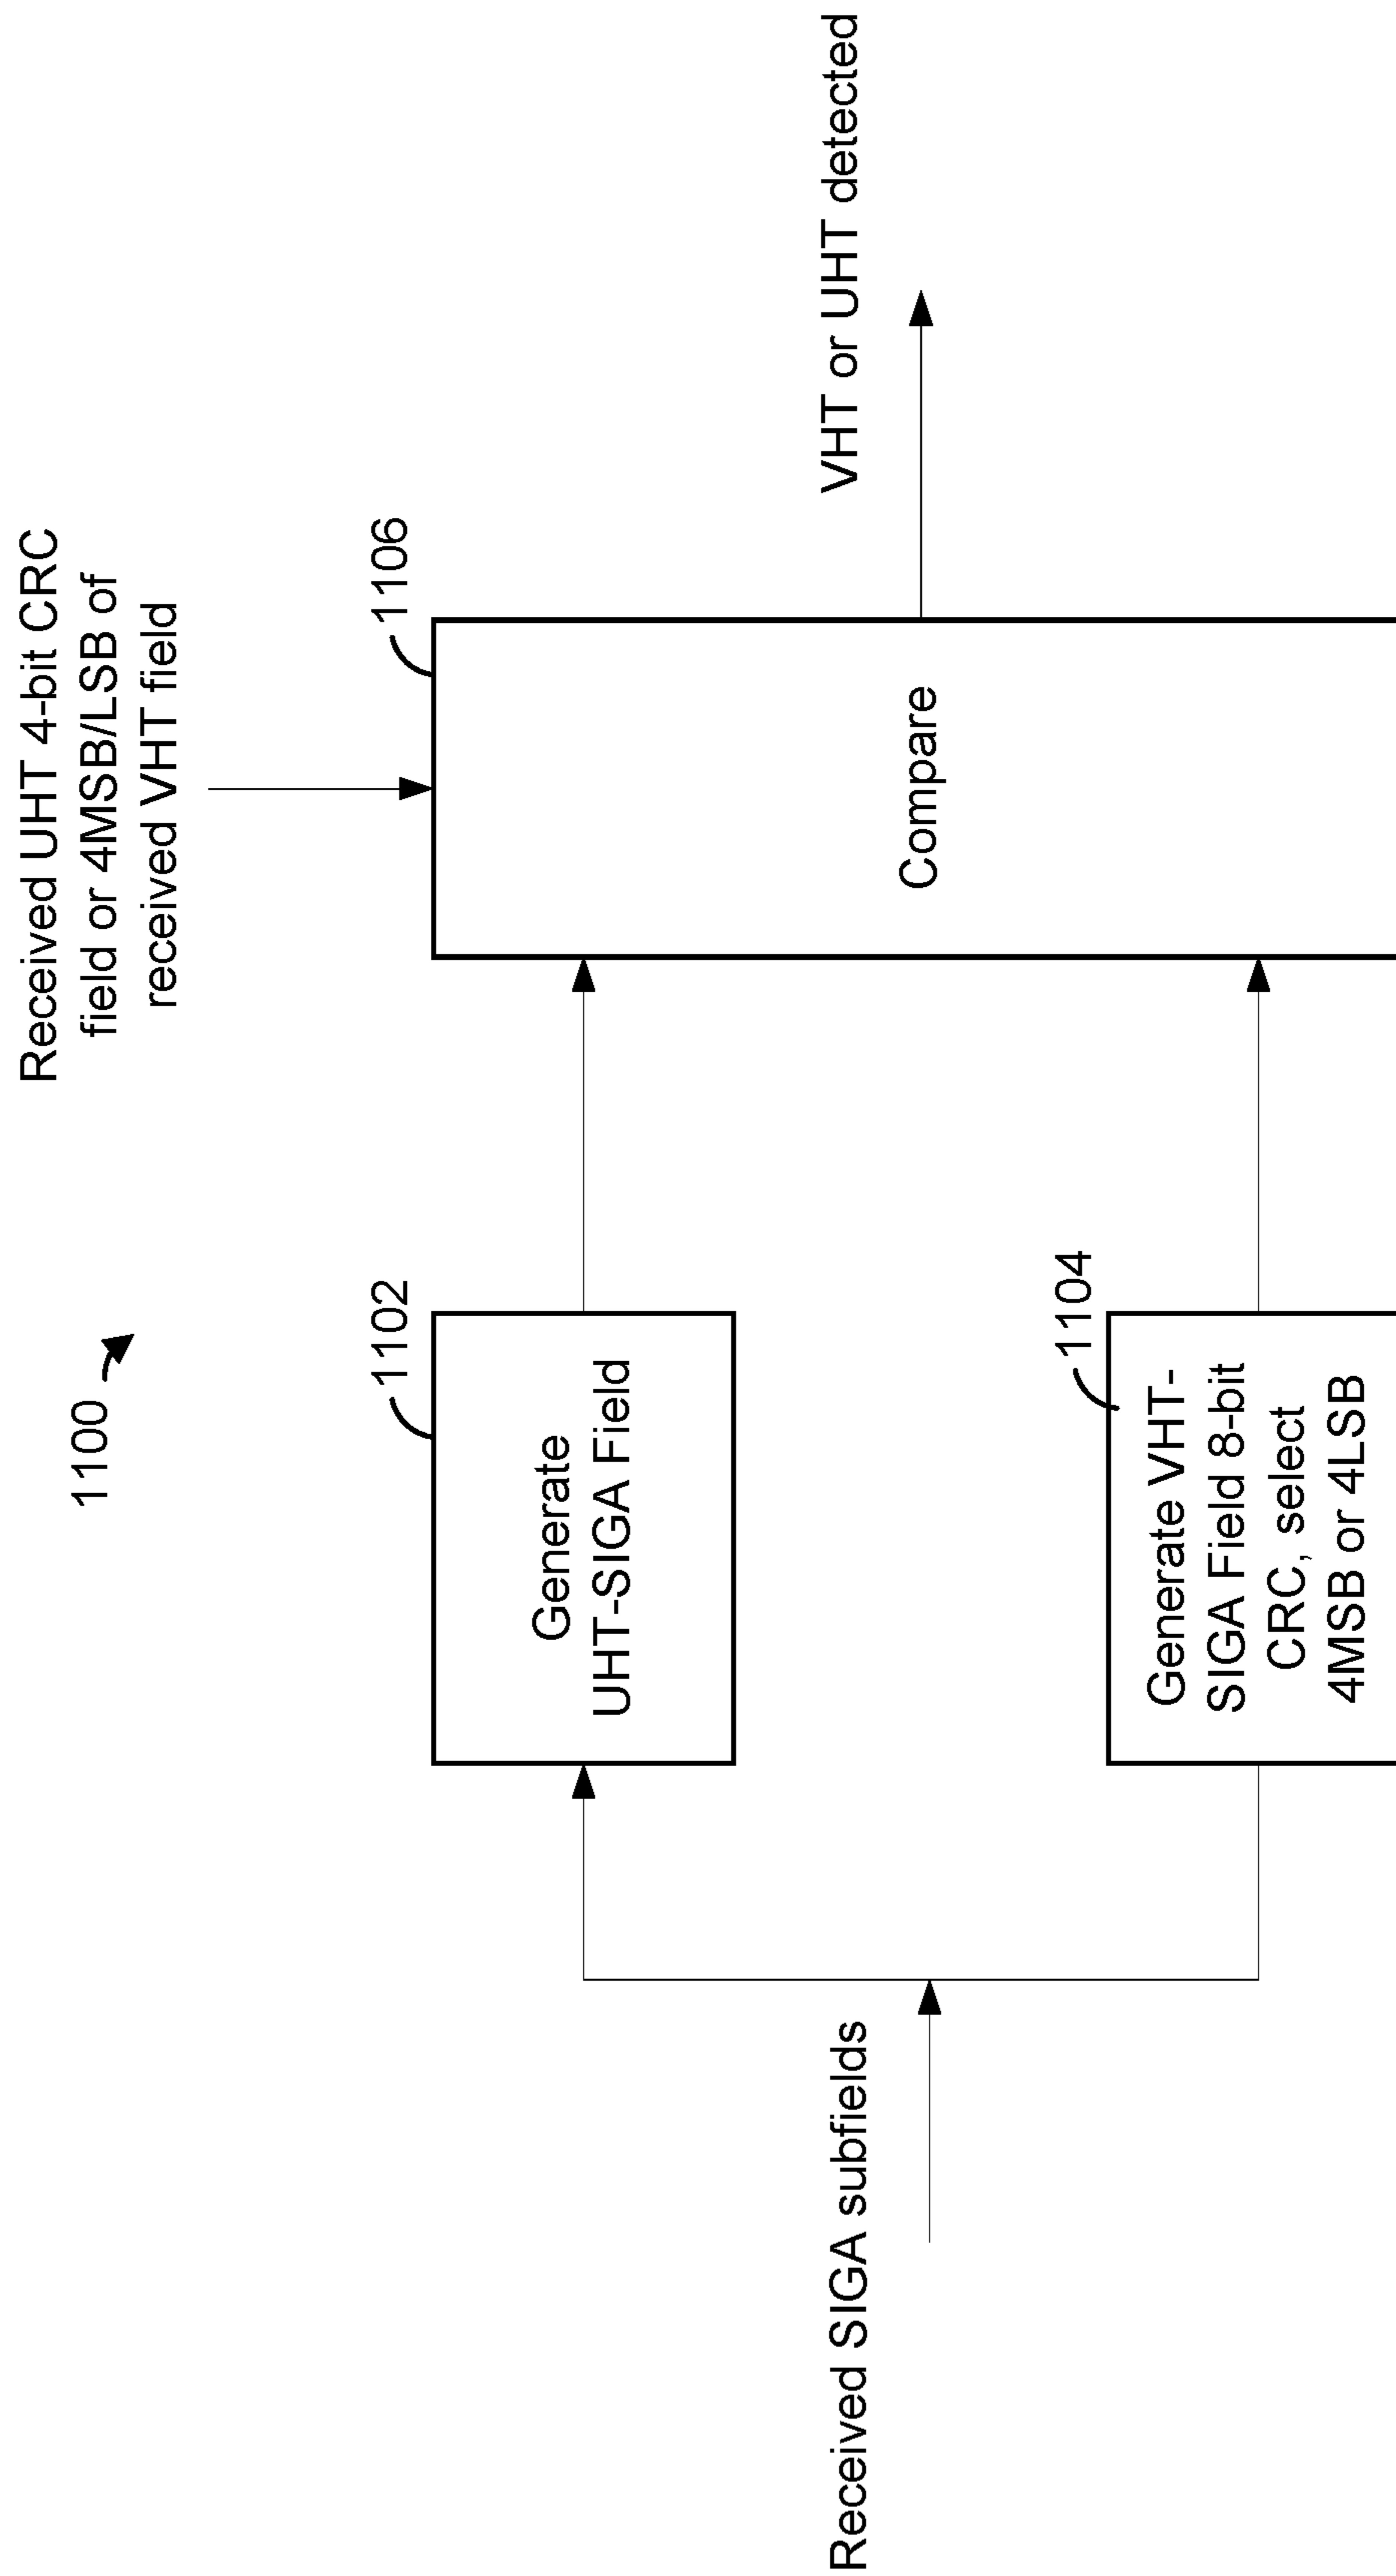 1100
Received SIGA subfields
1102
Generate
UHT-SIGA Field
1104
Generate VHT-
SIGA Field 8-bit
CRC, select
4MSB or 4LSB
Received UHT 4-bit CRC
field or 4MSB/LSB of
received VHT field
1106
Compare
VHT or UHT detected